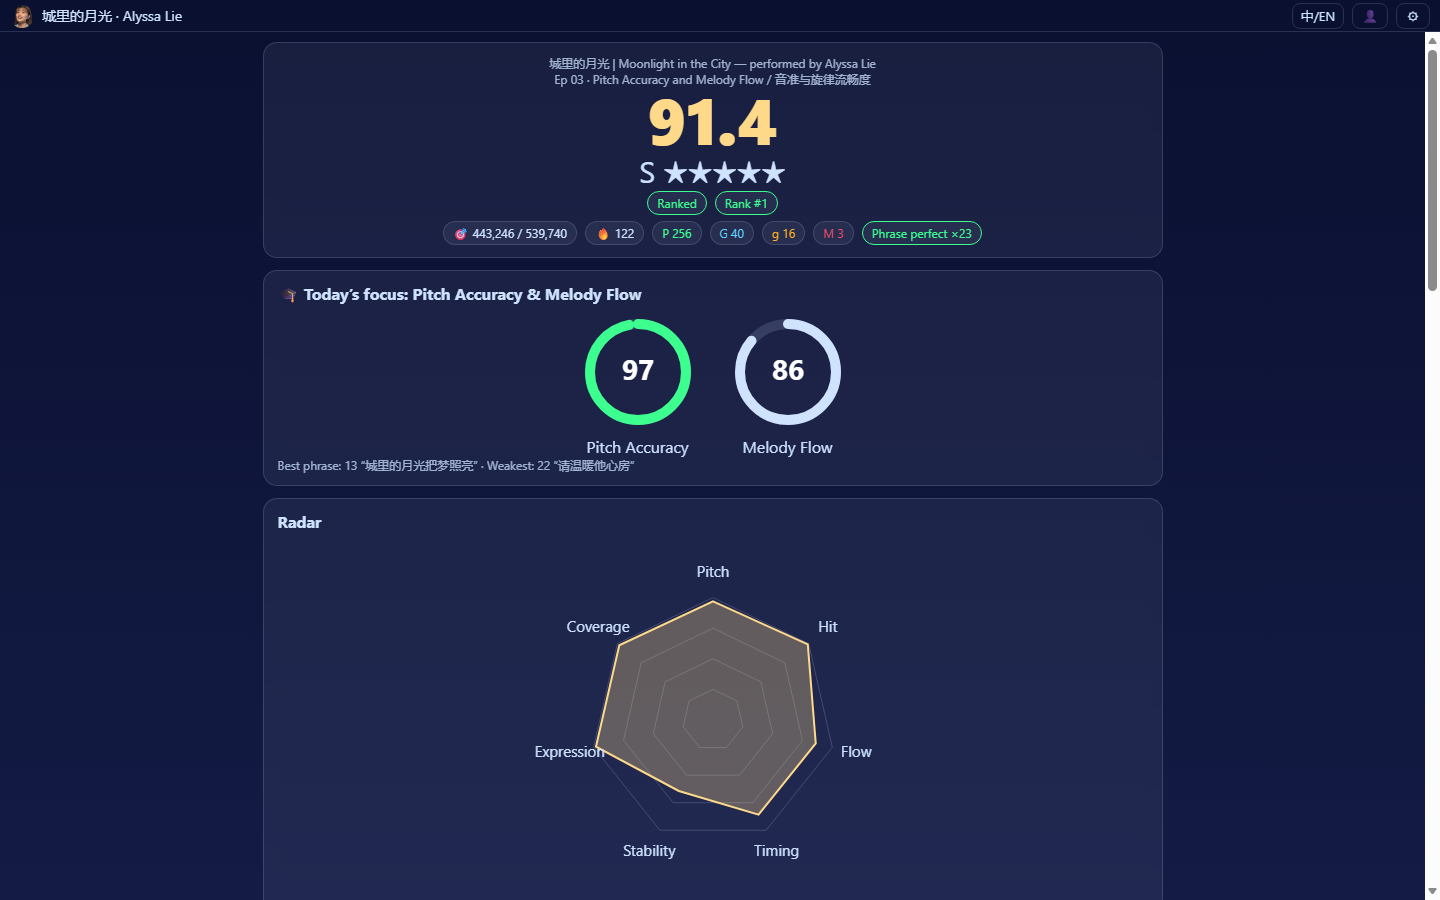 城里的月光 · Alyssa Lie
中/EN
城里的月光 | Moonlight in the City — performed by Alyssa Lie
Ep 03 · Pitch Accuracy and Melody Flow / 音准与旋律流畅度
91.4
S ★★★★★
Ranked
Rank #1
🎯 443,246 / 539,740
🔥 122
P 256
G 40
g 16
M 3
Phrase perfect ×23
Today’s focus: Pitch Accuracy & Melody Flow
97
86
Pitch Accuracy
Melody Flow
Best phrase: 13 “城里的月光把梦照亮” · Weakest: 22 “请温暖他心房”
Radar
Pitch
Coverage
Hit
Expression
Flow
Stability
Timing